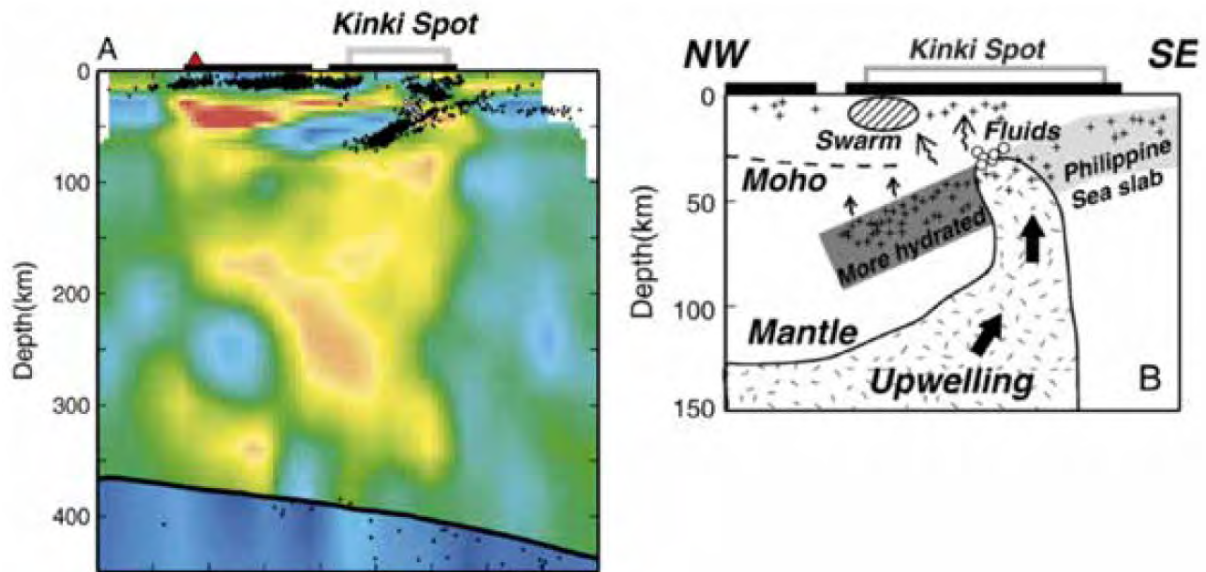 Kinki Spot
A
0
100
200
300
400
Depth(km)
NW
Kinki Spot
SE
0
50
100
150
Depth(km)
Swarm
Fluids
Moho
Philippine
Sea slab
More hydrated
Mantle
Upwelling
B